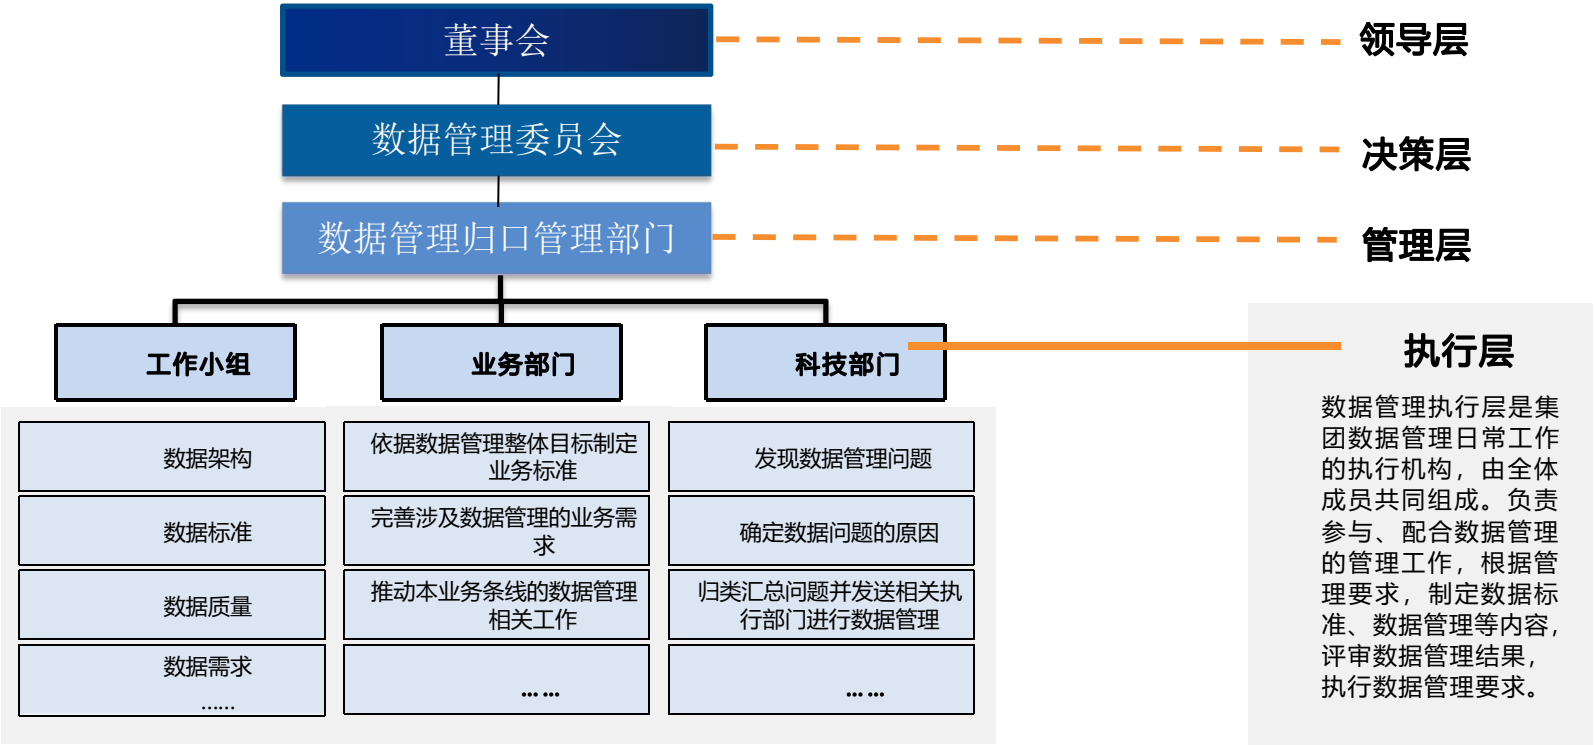 董事会
领导层
数据管理委员会
决策层
数据管理归口管理部门
管理层
工作小组
业务部门
科技部门
执行层
数据架构
数据标准
数据质量
数据需求
……
依据数据管理整体目标制定
业务标准
完善涉及数据管理的业务需
求
推动本业务条线的数据管理
相关工作
... ...
发现数据管理问题
确定数据问题的原因
归类汇总问题并发送相关执
行部门进行数据管理
... ...
数据管理执行层是集
团数据管理日常工作
的执行机构，由全体
成员共同组成。负责
参与、配合数据管理
的管理工作，根据管
理要求，制定数据标
准、数据管理等内容，
评审数据管理结果，
执行数据管理要求。